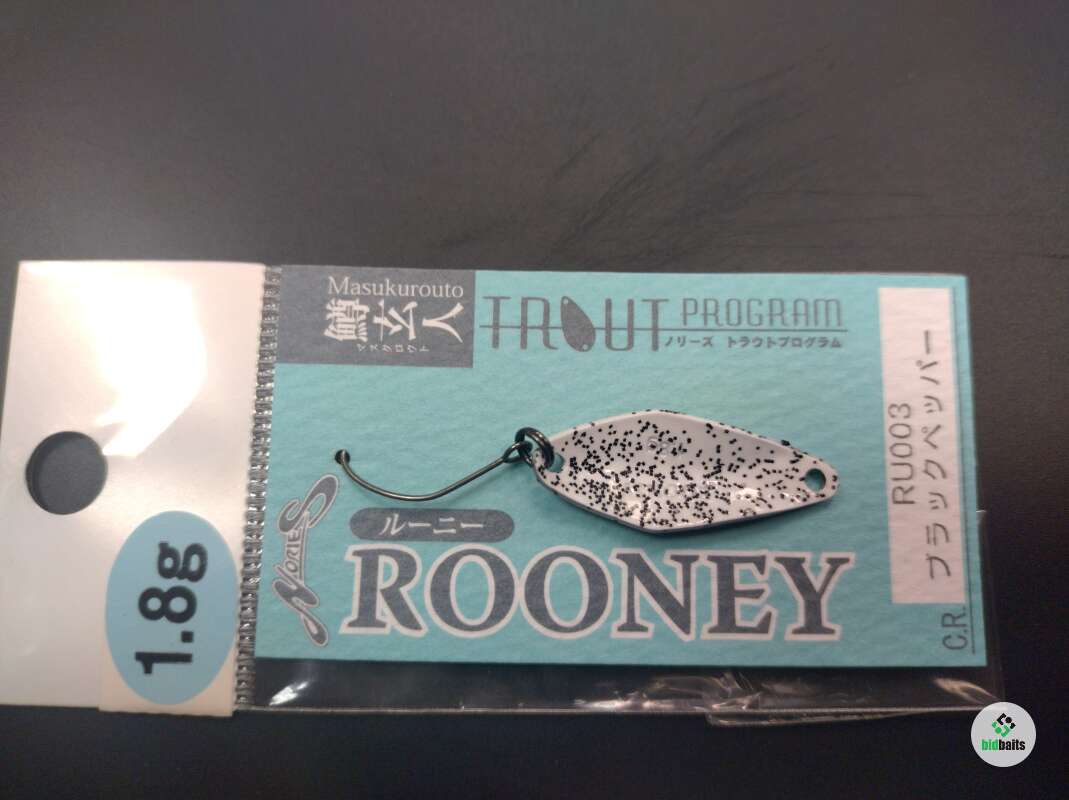 Masukurouto
鱒玄人
マスクロウト
TROUT PROGRAM
ノリーズ トラウトプログラム
RU003
ブラックペッパー
C.R.
NORIES
ルーニー
ROONEY
1.8g
bidbaits